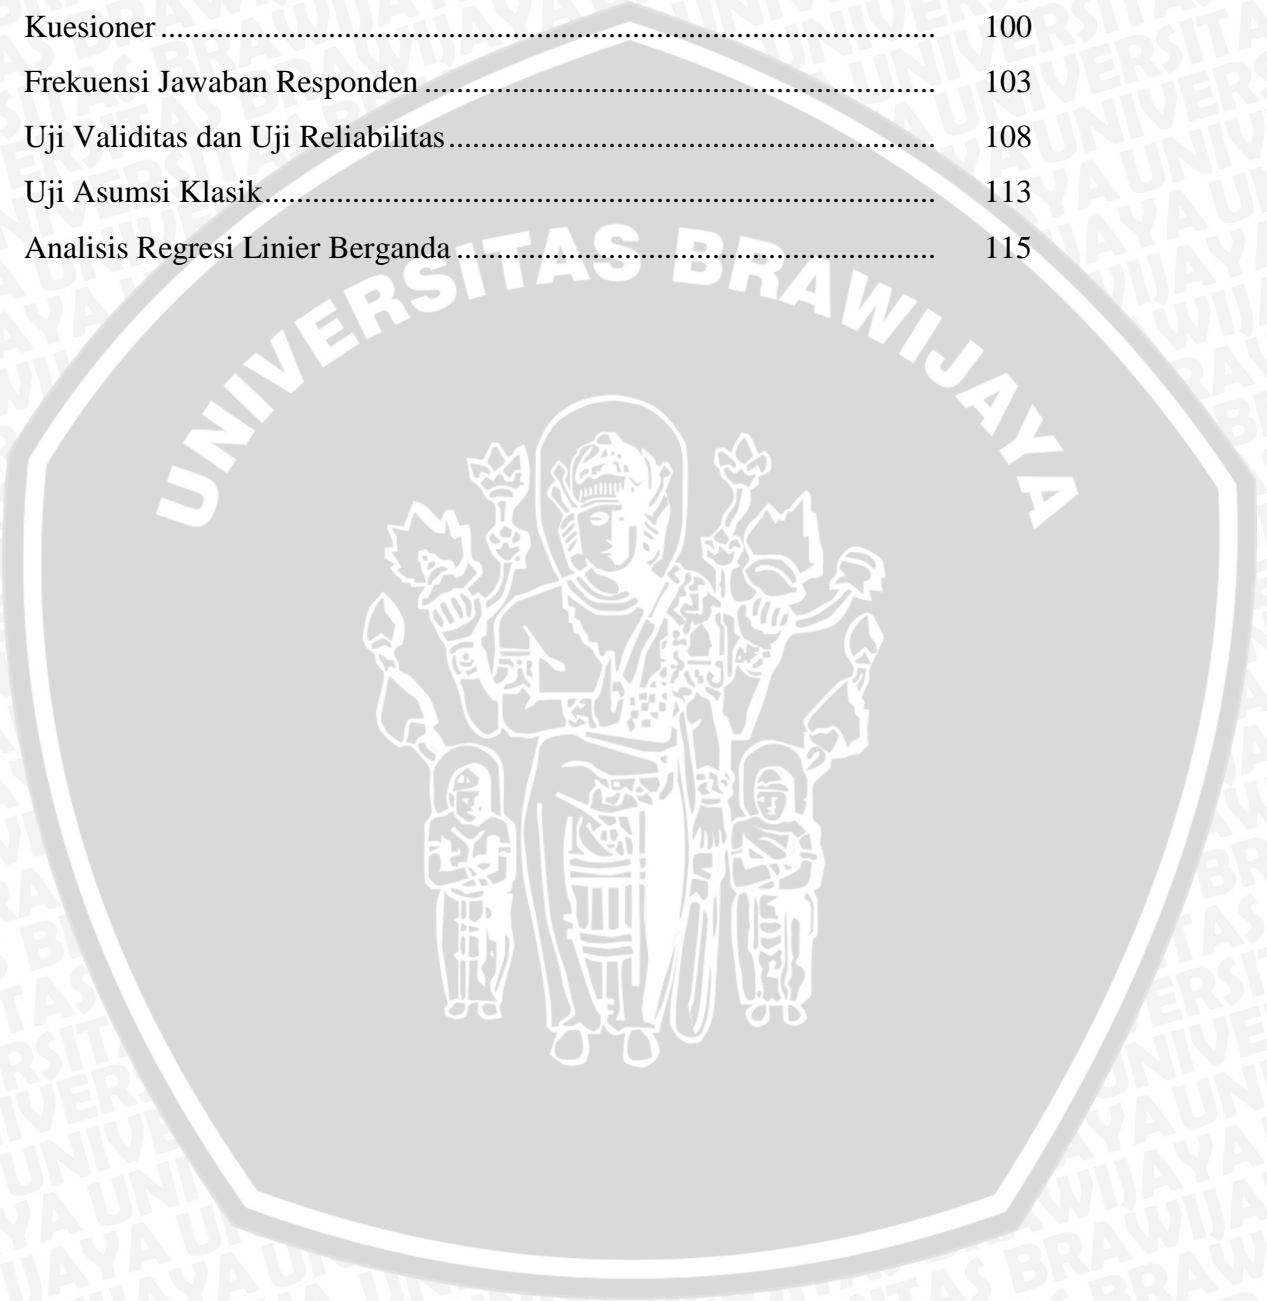 Kuesioner ................................................................................................ 100
Frekuensi Jawaban Responden ............................................................... 103
Uji Validitas dan Uji Reliabilitas ............................................................ 108
Uji Asumsi Klasik ................................................................................... 113
Analisis Regresi Linier Berganda ........................................................... 115
UNIVERSITAS BRAWIJAYA